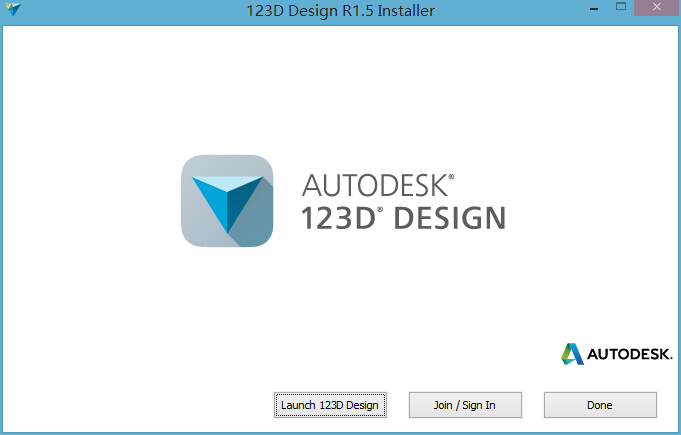 123D Design R1.5 Installer
AUTODESK®
123D® DESIGN
AUTODESK.
Launch 123D Design
Join / Sign In
Done